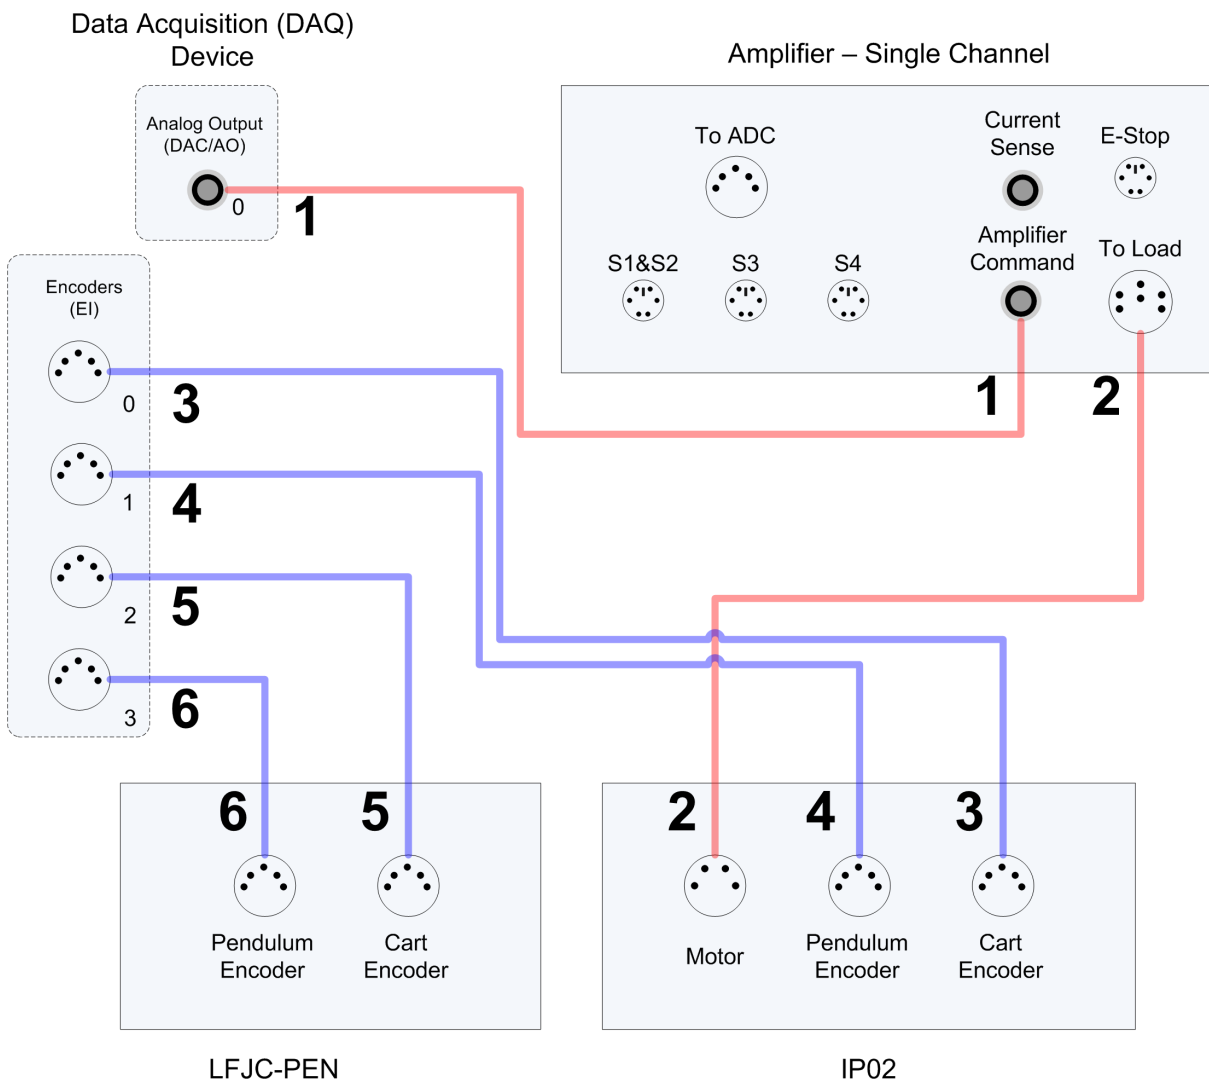 Data Acquisition (DAQ)
Device
Analog Output
(DAC/AO)
0
1
Encoders
(EI)
0
3
1
4
2
5
3
6
Amplifier – Single Channel
To ADC
Current
Sense
E-Stop
S1&S2
S3
S4
Amplifier
Command
To Load
1
2
6
5
Pendulum
Encoder
Cart
Encoder
LFJC-PEN
2
4
3
Motor
Pendulum
Encoder
Cart
Encoder
IP02